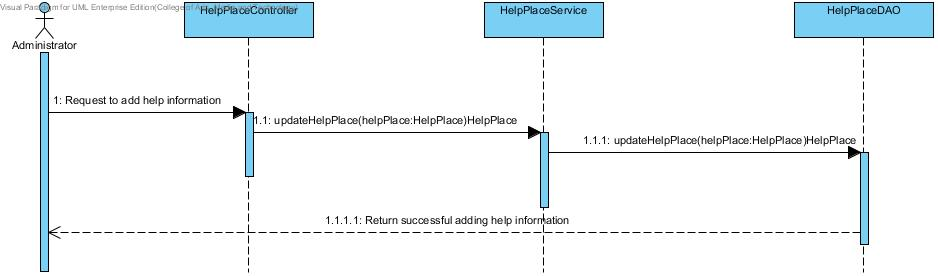 Visual Paradigm for UML Enterprise Edition(College of
HelpPlaceController
HelpPlaceService
HelpPlaceDAO
Administrator
1: Request to add help information
1.1: updateHelpPlace(helpPlace:HelpPlace)HelpPlace
1.1.1: updateHelpPlace(helpPlace:HelpPlace)HelpPlace
1.1.1.1: Return successful adding help information